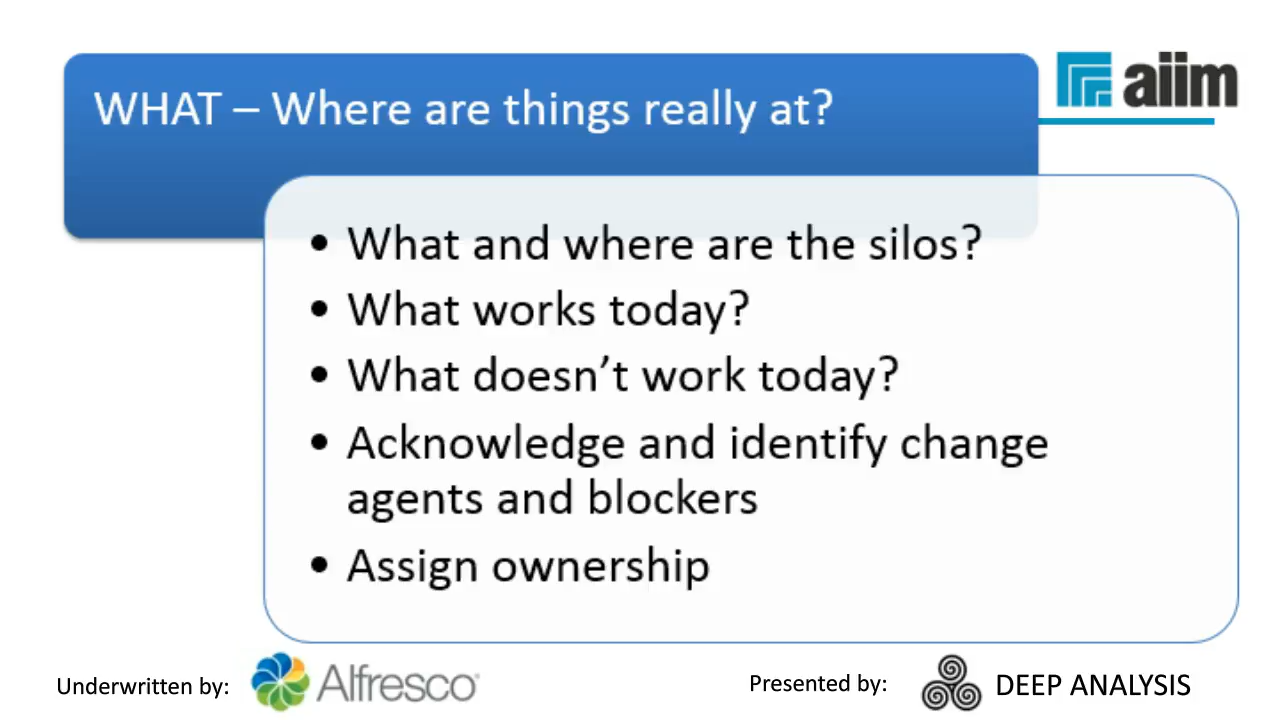 WHAT – Where are things really at?
aiim
• What and where are the silos?
• What works today?
• What doesn’t work today?
• Acknowledge and identify change
agents and blockers
• Assign ownership
Underwritten by:
Alfresco®
Presented by:
DEEP ANALYSIS